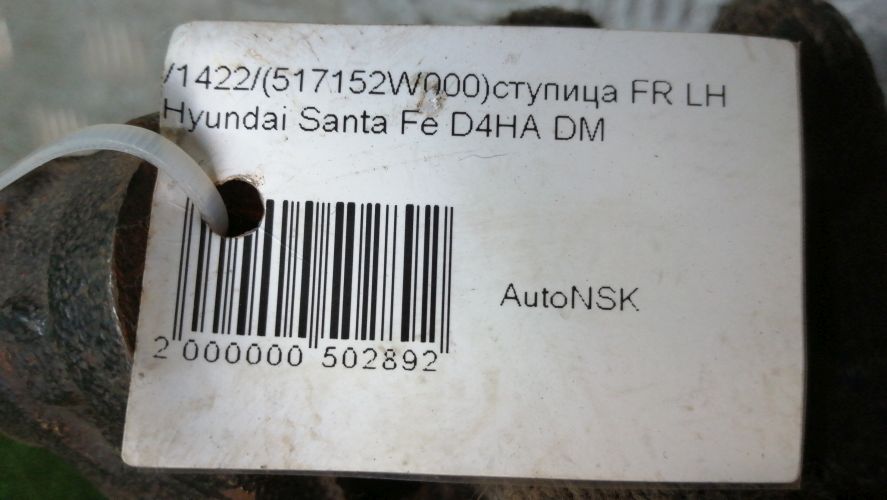 /1422/(517152W000)ступица FR LH
Hyundai Santa Fe D4HA DM
AutoNSK
2 000000 502892